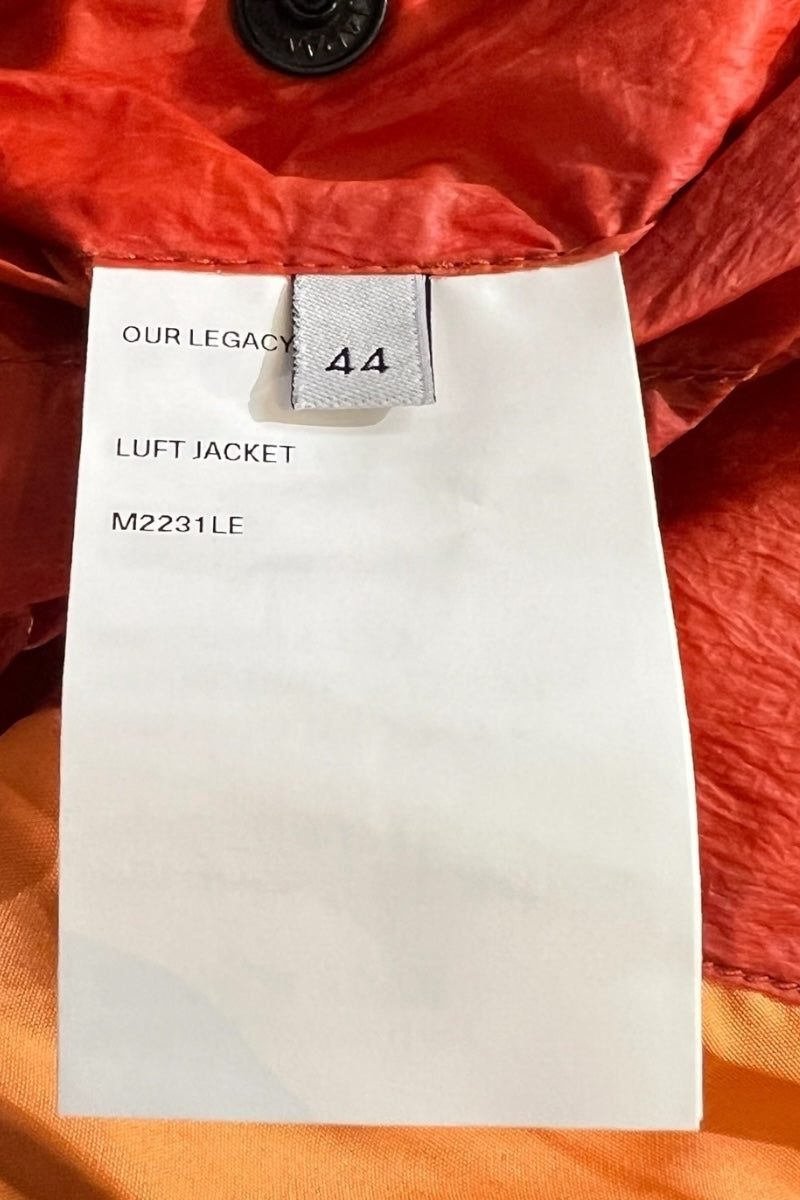 OUR LEGACY
44
LUFT JACKET
M2231LE